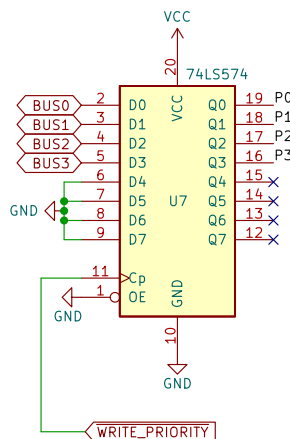 VCC
74LS574
20
VCC
BUS0 2 D0 Q0 19 P0
BUS1 3 D1 Q1 18 P1
BUS2 4 D2 Q2 17 P2
BUS3 5 D3 Q3 16 P3
6 D4 Q4 15
GND 7 D5 U7 Q5 14
8 D6 Q6 13
9 D7 Q7 12
11 Cp
1 OE
GND
GND
10
GND
WRITE_PRIORITY